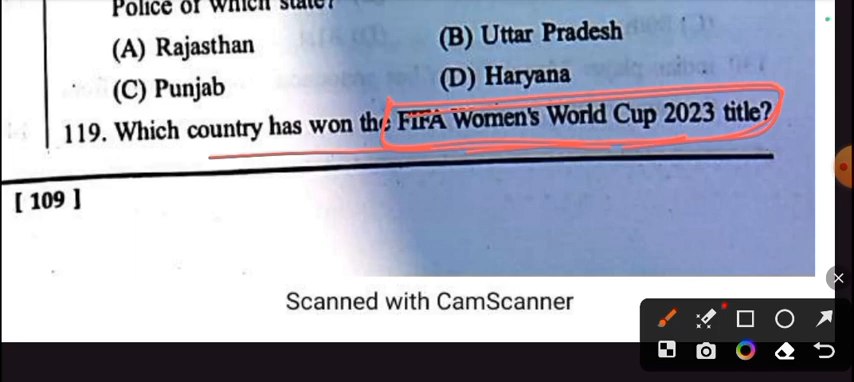 Police of which state?
(A) Rajasthan
(B) Uttar Pradesh
(C) Punjab
(D) Haryana
119. Which country has won the FIFA Women's World Cup 2023 title?
[ 109 ]
Scanned with CamScanner